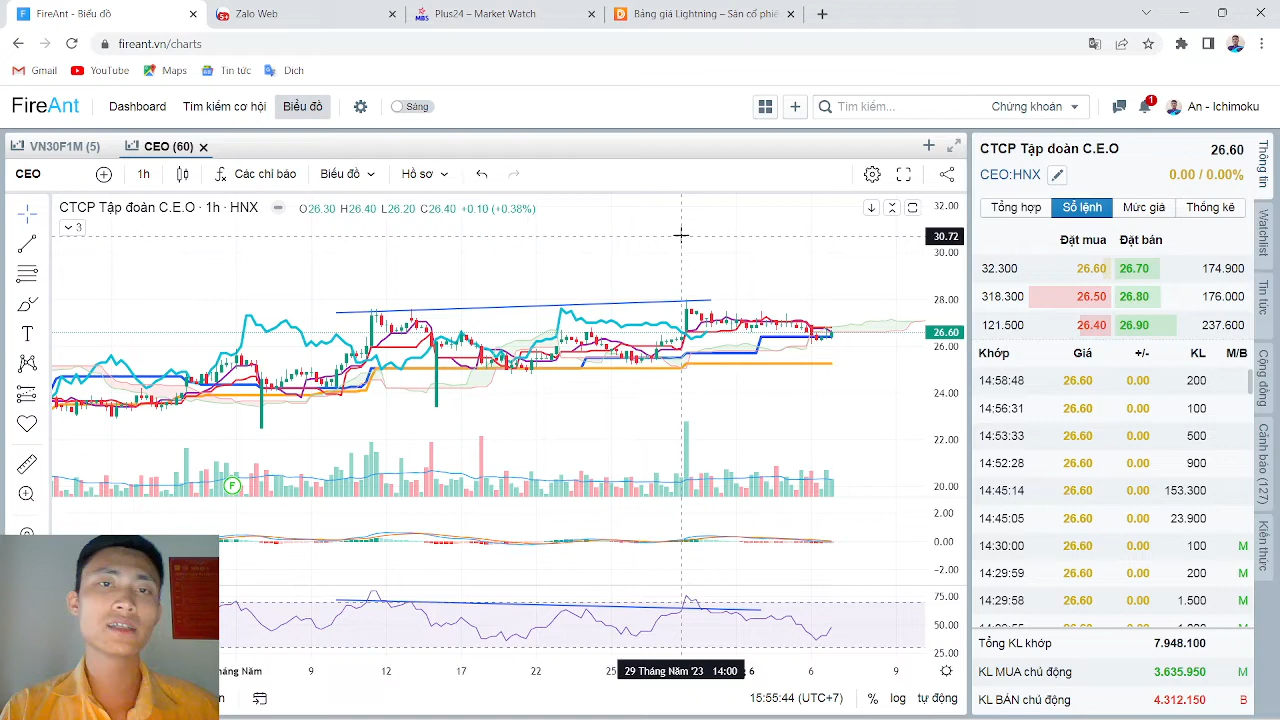 FireAnt - Biểu đồ
Zalo Web
Plus24 – Market Watch
Bảng giá Lightning – Sàn cổ phiế
fireant.vn/charts
Gmail
YouTube
Maps
Tin tức
Dịch
FireAnt
Dashboard
Tìm kiếm cơ hội
Biểu đồ
Sáng
Tìm kiếm...
Chứng khoán
1
An - Ichimoku
VN30F1M (5)
CEO (60)
CEO
1h
Các chỉ báo
Biểu đồ
Hồ sơ
CTCP Tập đoàn C.E.O · 1h · HNX
O26.30 H26.40 L26.20 C26.40 +0.10 (+0.38%)
3
32.00
30.72
30.00
28.00
26.60
26.00
24.00
22.00
20.00
2.00
0.00
−2.00
75.00
50.00
25.00
F
Tháng Năm
9
12
17
22
25
29 Tháng Năm '23 14:00
6
6
9
15:55:44 (UTC+7)
%
log
tự động
CTCP Tập đoàn C.E.O
26.60
CEO:HNX
0.00 / 0.00%
Tổng hợp
Sổ lệnh
Mức giá
Thống kê
Đặt mua Đặt bán
32.300 26.60 26.70 174.900
318.300 26.50 26.80 176.000
121.500 26.40 26.90 237.600
Khớp Giá +/- KL M/B
14:58:48 26.60 0.00 200
14:56:31 26.60 0.00 100
14:53:33 26.60 0.00 500
14:52:28 26.60 0.00 900
14:45:14 26.60 0.00 153.300
14:45:05 26.60 0.00 23.900
14:30:00 26.60 0.00 100 M
14:29:59 26.60 0.00 200 M
14:29:58 26.60 0.00 1.500 M
Tổng KL khớp 7.948.100
KL MUA chủ động 3.635.950 M
KL BÁN chủ động 4.312.150 B
Thông tin
Watchlist
Tin tức
Cộng đồng
Cảnh báo (127)
Kiến thức